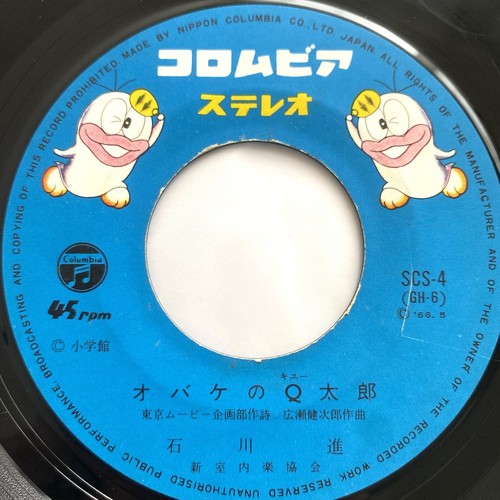 BROADCASTING AND COPYING OF THIS RECORD PROHIBITED MADE BY NIPPON COLUMBIA CO., LTD. JAPAN. ALL RIGHTS OF THE MANUFACTURER AND OF THE OWNER OF THE RECORDED WORK RESERVED UNAUTHORISED PUBLIC PERFORMANCE
コロムビア
ステレオ
Columbia
45 rpm
Ⓒ 小学館
SCS-4
(GH-6)
Ⓒ '66. 5
キュー
オバケのQ太郎
東京ムービー企画部作詩 広瀬健次郎作曲
石川進
新室内楽協会